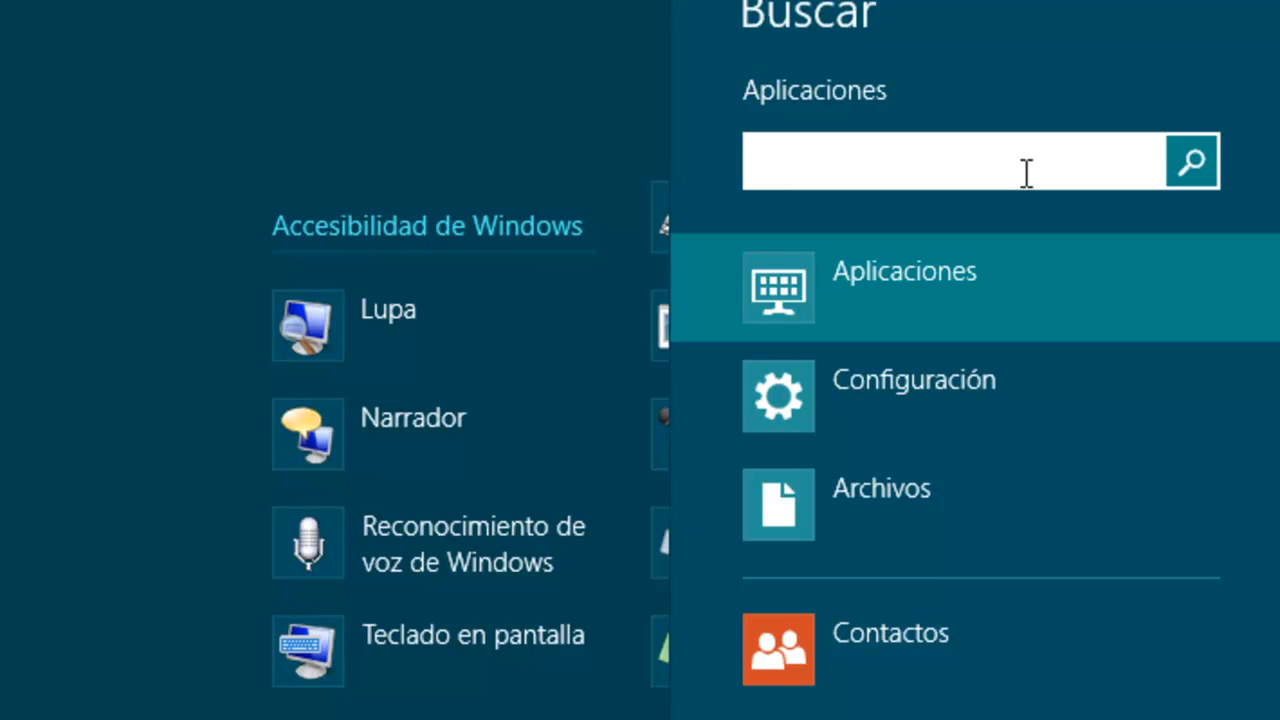 Buscar
Aplicaciones
Accesibilidad de Windows
Lupa
Narrador
Reconocimiento de
voz de Windows
Teclado en pantalla
Aplicaciones
Configuración
Archivos
Contactos